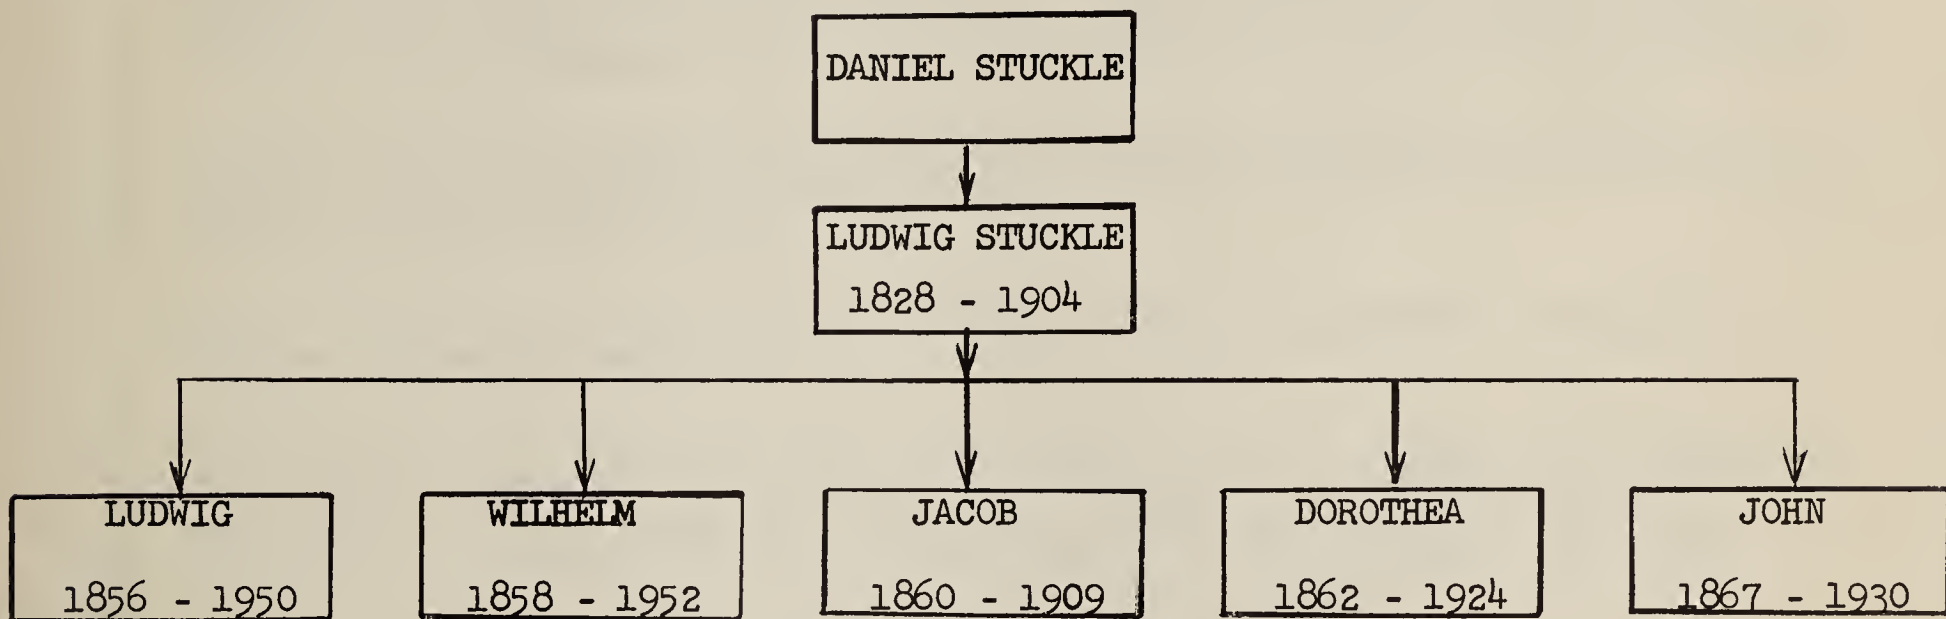 DANIEL STUCKLE
LUDWIG STUCKLE
1828 - 1904
LUDWIG
1856 - 1950
WILHELM
1858 - 1952
JACOB
1860 - 1909
DOROTHEA
1862 - 1924
JOHN
1867 - 1930